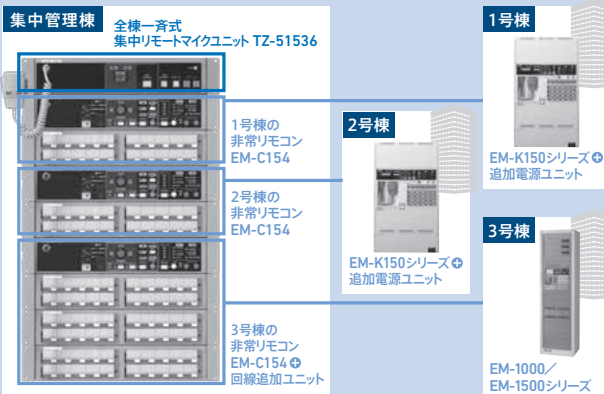 集中管理棟
全棟一斉式
集中リモートマイクユニット TZ-51536
1号棟の
非常リモコン
EM-C154
2号棟の
非常リモコン
EM-C154
3号棟の
非常リモコン
EM-C154➕
回線追加ユニット
2号棟
EM-K150シリーズ➕
追加電源ユニット
1号棟
EM-K150シリーズ➕
追加電源ユニット
3号棟
EM-1000／
EM-1500シリーズ